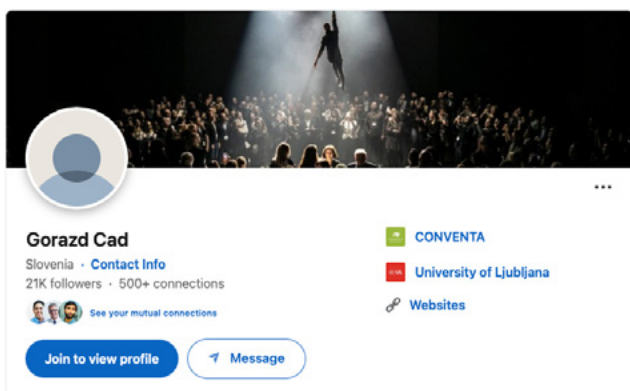 Gorazd Cad
Slovenia · Contact Info
21K followers · 500+ connections
See your mutual connections
Join to view profile
Message
CONVENTA
University of Ljubljana
Websites